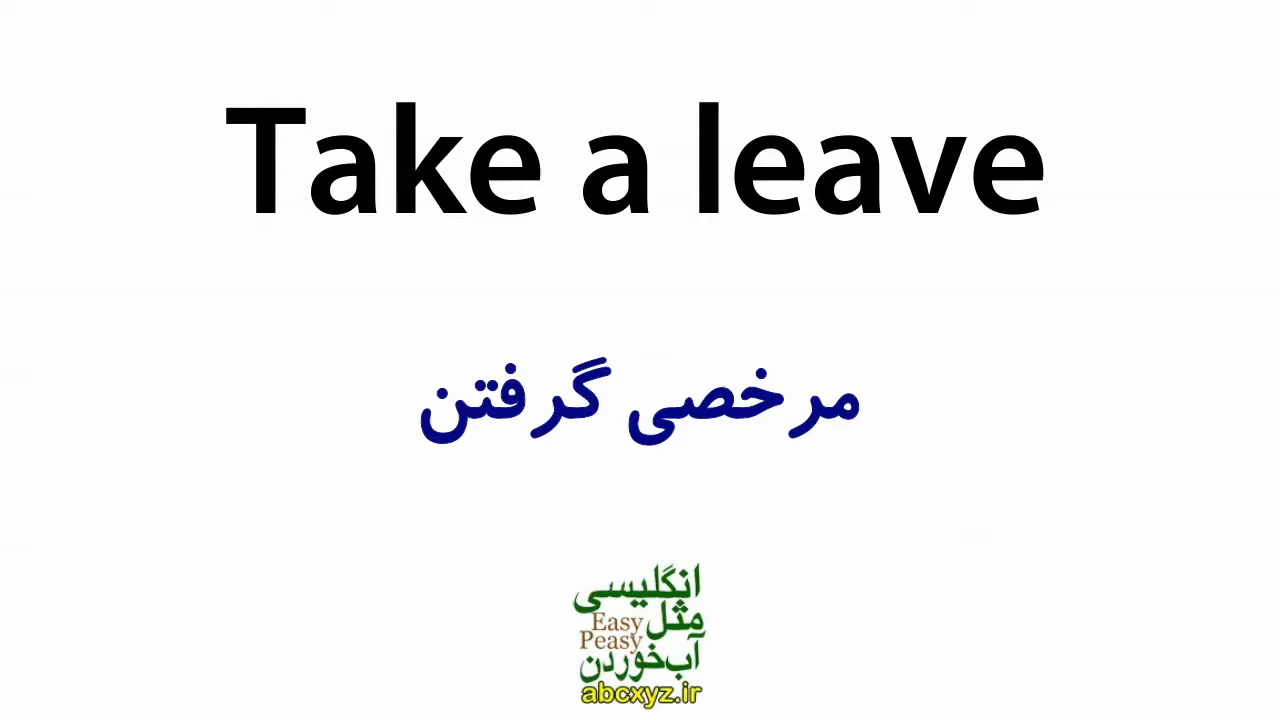 Take a leave
مرخصی گرفتن
انگلیسی
مثل Easy
Peasy
آب‌خوردن
abcxyz.ir